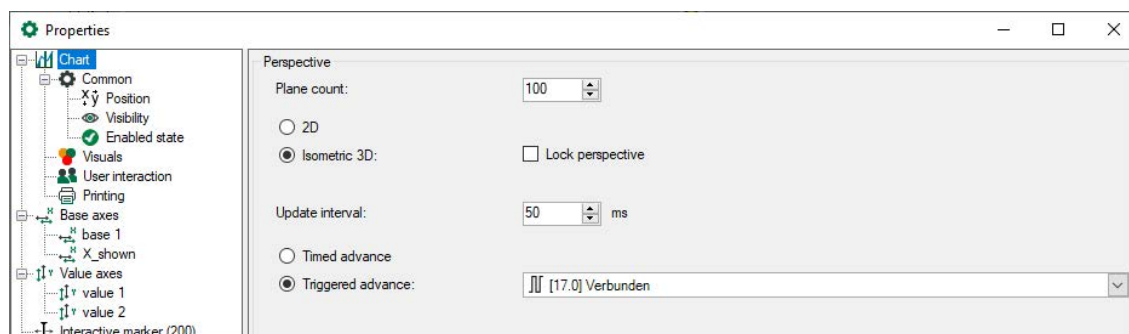 Properties
Chart
Common
Position
Visibility
Enabled state
Visuals
User interaction
Printing
Base axes
base 1
X_shown
Value axes
value 1
value 2
Interactive marker (200)
Perspective
Plane count: 100
2D
Isometric 3D: Lock perspective
Update interval: 50 ms
Timed advance
Triggered advance: [17.0] Verbunden